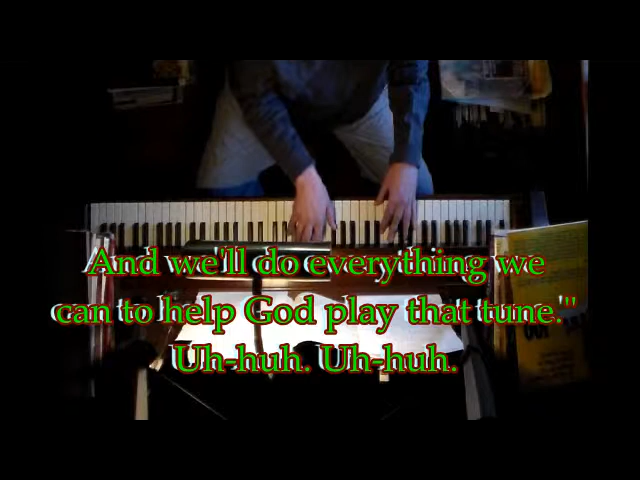 And we'll do everything we
can to help God play that tune.'"
Uh-huh. Uh-huh.